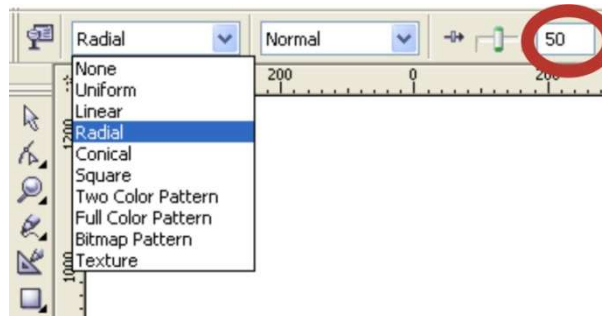 Radial Normal 50
None
Uniform
Linear
Radial
Conical
Square
Two Color Pattern
Full Color Pattern
Bitmap Pattern
Texture
200 0 200
1200
1000